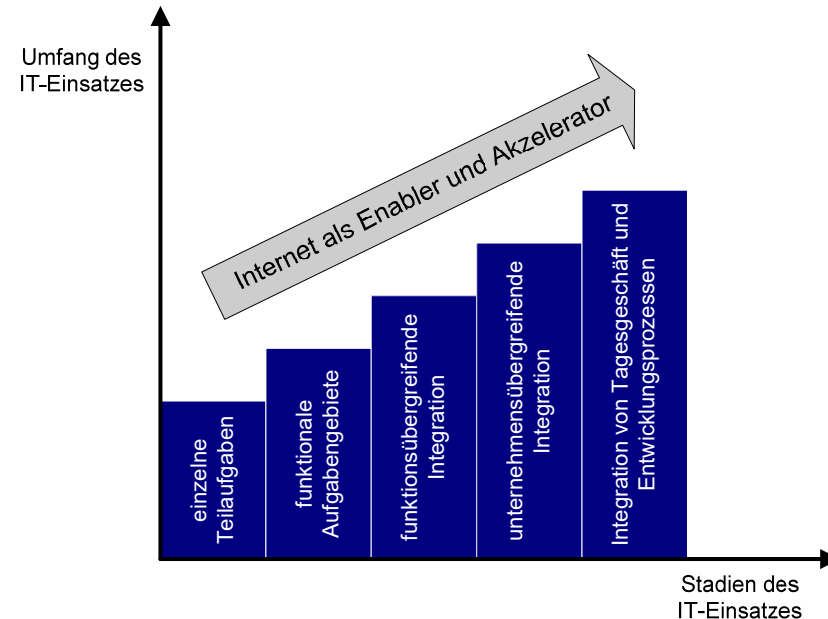 Umfang des
IT-Einsatzes
Internet als Enabler und Akzelerator
einzelne
Teilaufgaben
funktionale
Aufgabengebiete
funktionsübergreifende
Integration
unternehmensübergreifende
Integration
Integration von Tagesgeschäft und
Entwicklungsprozessen
Stadien des
IT-Einsatzes